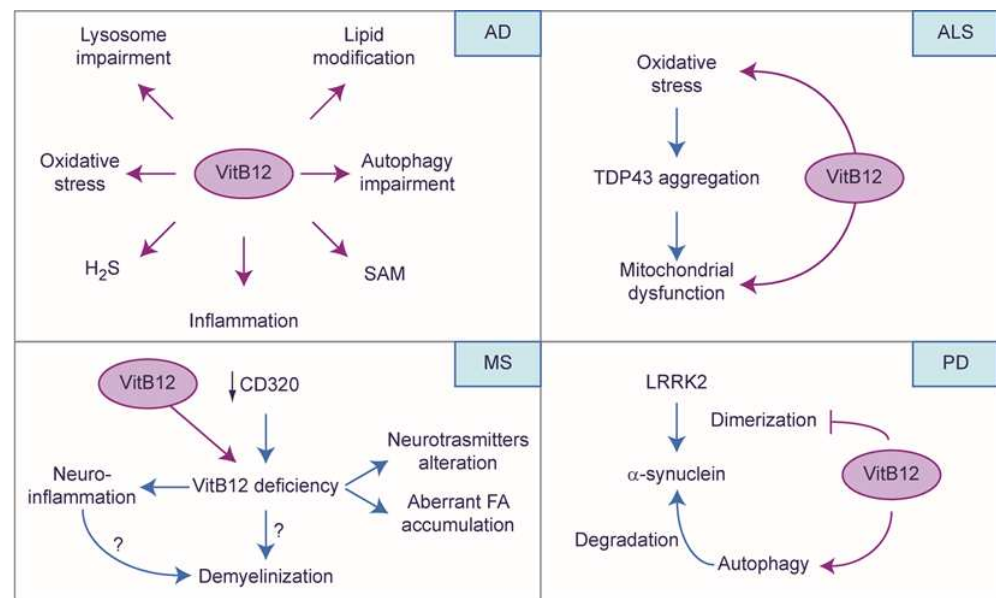 AD
Lysosome
impairment
Lipid
modification
Oxidative
stress
VitB12
Autophagy
impairment
H₂S
SAM
Inflammation
ALS
Oxidative
stress
TDP43 aggregation
VitB12
Mitochondrial
dysfunction
MS
VitB12
CD320
Neurotrasmitters
alteration
Neuro-
inflammation
VitB12 deficiency
Aberrant FA
accumulation
?
?
Demyelinization
PD
LRRK2
Dimerization
α-synuclein
VitB12
Degradation
Autophagy